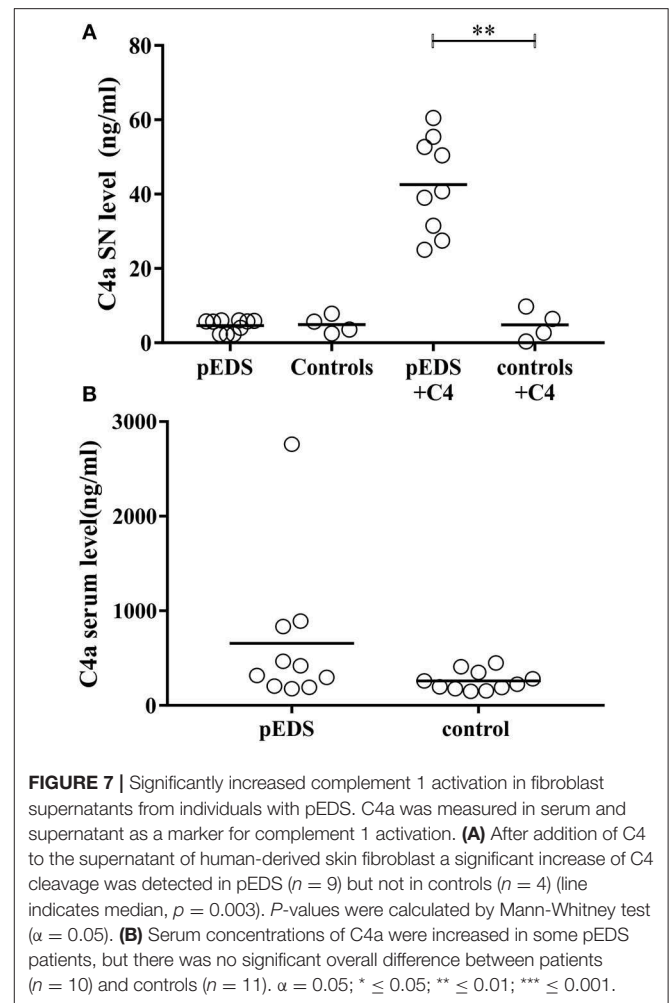 A
**
80
60
40
20
0
C4a SN level (ng/ml)
pEDS Controls pEDS controls
+C4 +C4
B
3000
2000
1000
0
C4a serum level(ng/ml)
pEDS control
FIGURE 7 | Significantly increased complement 1 activation in fibroblast
supernatants from individuals with pEDS. C4a was measured in serum and
supernatant as a marker for complement 1 activation. (A) After addition of C4
to the supernatant of human-derived skin fibroblast a significant increase of C4
cleavage was detected in pEDS (n = 9) but not in controls (n = 4) (line
indicates median, p = 0.003). P-values were calculated by Mann-Whitney test
(α = 0.05). (B) Serum concentrations of C4a were increased in some pEDS
patients, but there was no significant overall difference between patients
(n = 10) and controls (n = 11). α = 0.05; * ≤ 0.05; ** ≤ 0.01; *** ≤ 0.001.